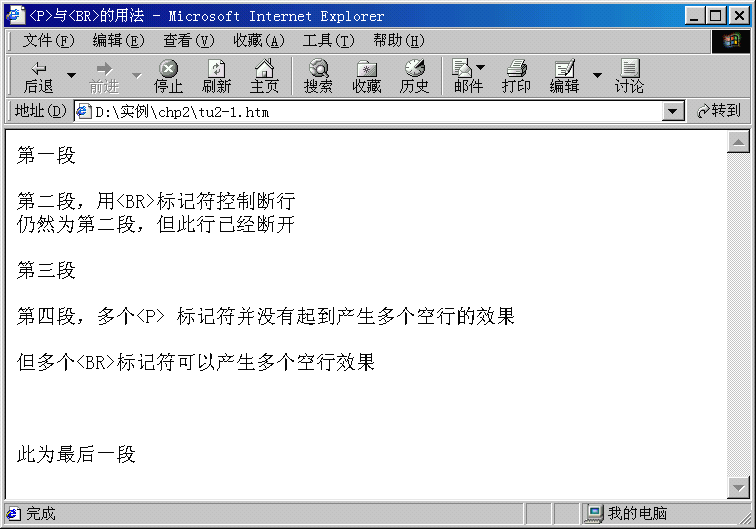 <P>与<BR>的用法 - Microsoft Internet Explorer
文件(F) 编辑(E) 查看(V) 收藏(A) 工具(T) 帮助(H)
后退 前进 停止 刷新 主页 搜索 收藏 历史 邮件 打印 编辑 讨论
地址(D) D:\实例\chp2\tu2-1.htm 转到
第一段
第二段，用<BR>标记符控制断行
仍然为第二段，但此行已经断开
第三段
第四段，多个<P> 标记符并没有起到产生多个空行的效果
但多个<BR>标记符可以产生多个空行效果
此为最后一段
完成 我的电脑